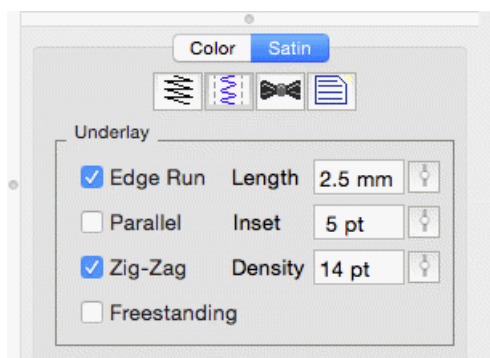 Color Satin
Underlay
Edge Run Length 2.5 mm
Parallel Inset 5 pt
Zig-Zag Density 14 pt
Freestanding